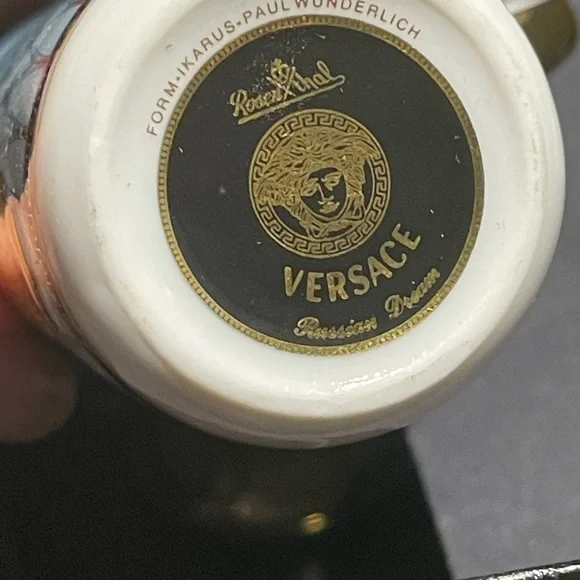 FORM-IKARUS-PAUL WUNDERLICH
Rosenthal
VERSACE
Russian Dream